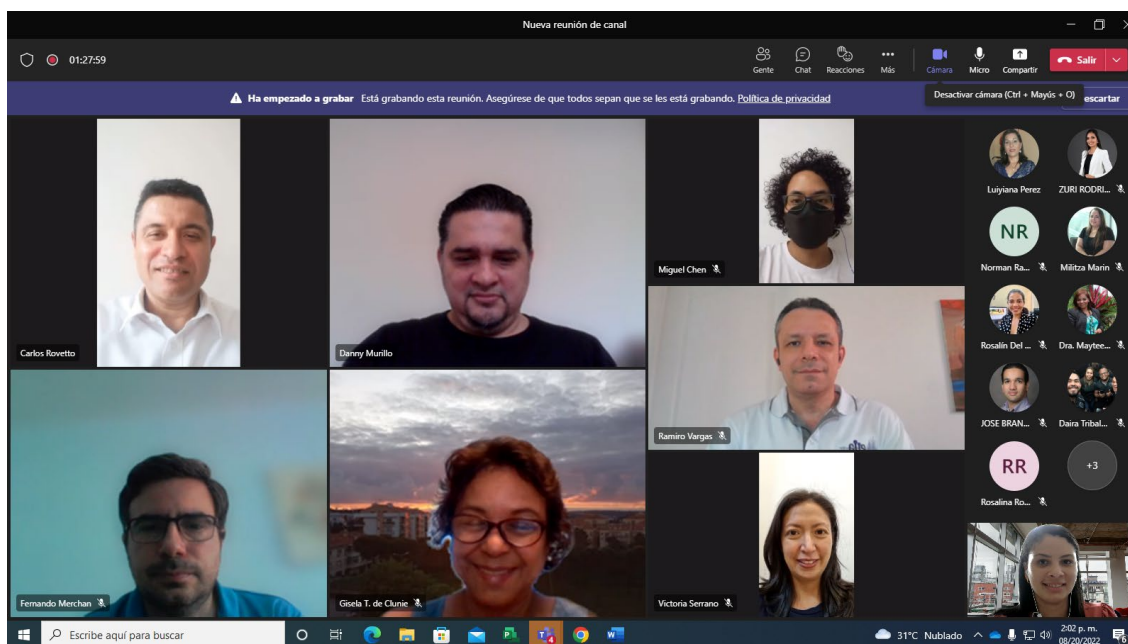 Nueva reunión de canal
01:27:59
Gente
Chat
Reacciones
Más
Cámara
Micro
Compartir
Salir
Ha empezado a grabar Está grabando esta reunión. Asegúrese de que todos sepan que se les está grabando. Política de privacidad
Desactivar cámara (Ctrl + Mayús + O)
escartar
Carlos Rovetto
Danny Murillo
Miguel Chen
Ramiro Vargas
Fernando Merchan
Gisela T. de Clunie
Victoria Serrano
Luiyiana Perez
ZURI RODRI...
NR
Norman Ra...
Militza Marin
Rosalín Del ...
Dra. Maytee...
JOSE BRAN...
Daira Tribal...
RR
+3
Rosalina Ro...
Escribe aquí para buscar
31°C Nublado
2:02 p. m.
08/20/2022